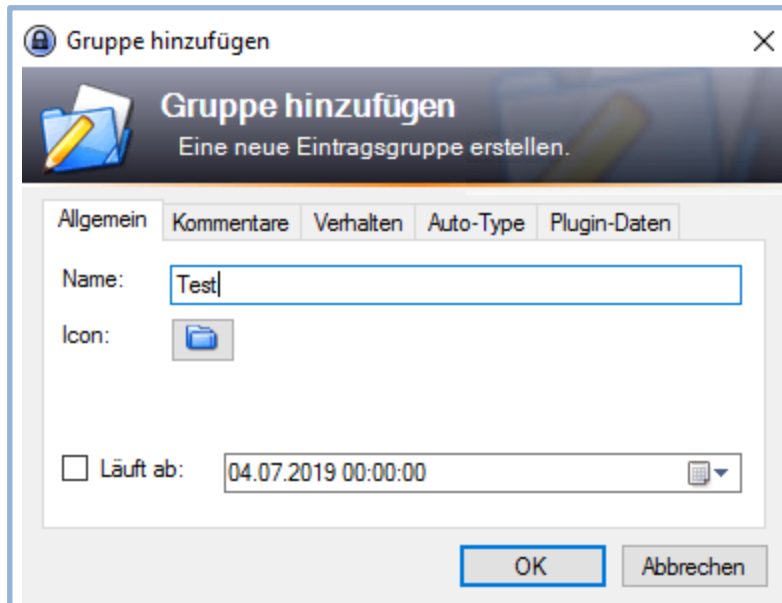 Gruppe hinzufügen
Gruppe hinzufügen
Eine neue Eintragsgruppe erstellen.
Allgemein Kommentare Verhalten Auto-Type Plugin-Daten
Name: Test
Icon:
Läuft ab: 04.07.2019 00:00:00
OK Abbrechen